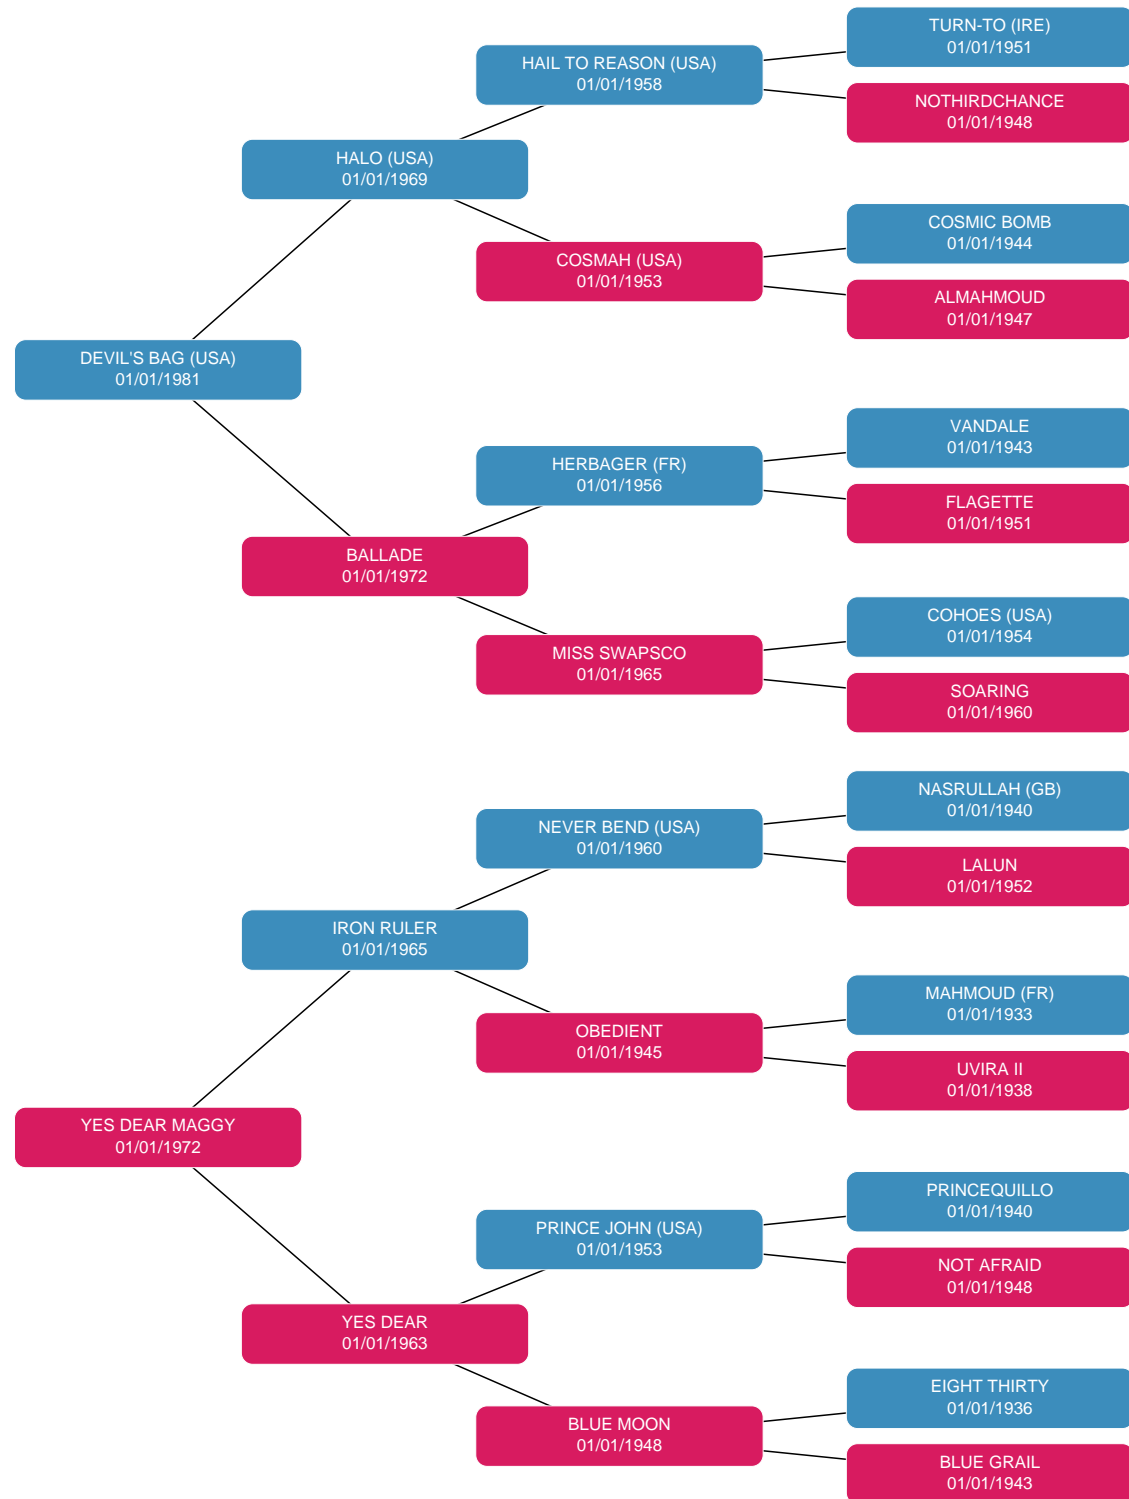 TURN-TO (IRE)
01/01/1951
HAIL TO REASON (USA)
01/01/1958
NOTHIRDCHANCE
01/01/1948
HALO (USA)
01/01/1969
COSMIC BOMB
01/01/1944
COSMAH (USA)
01/01/1953
ALMAHMOUD
01/01/1947
DEVIL'S BAG (USA)
01/01/1981
VANDALE
01/01/1943
HERBAGER (FR)
01/01/1956
FLAGETTE
01/01/1951
BALLADE
01/01/1972
COHOES (USA)
01/01/1954
MISS SWAPSCO
01/01/1965
SOARING
01/01/1960
NASRULLAH (GB)
01/01/1940
NEVER BEND (USA)
01/01/1960
LALUN
01/01/1952
IRON RULER
01/01/1965
MAHMOUD (FR)
01/01/1933
OBEDIENT
01/01/1945
UVIRA II
01/01/1938
YES DEAR MAGGY
01/01/1972
PRINCEQUILLO
01/01/1940
PRINCE JOHN (USA)
01/01/1953
NOT AFRAID
01/01/1948
YES DEAR
01/01/1963
EIGHT THIRTY
01/01/1936
BLUE MOON
01/01/1948
BLUE GRAIL
01/01/1943